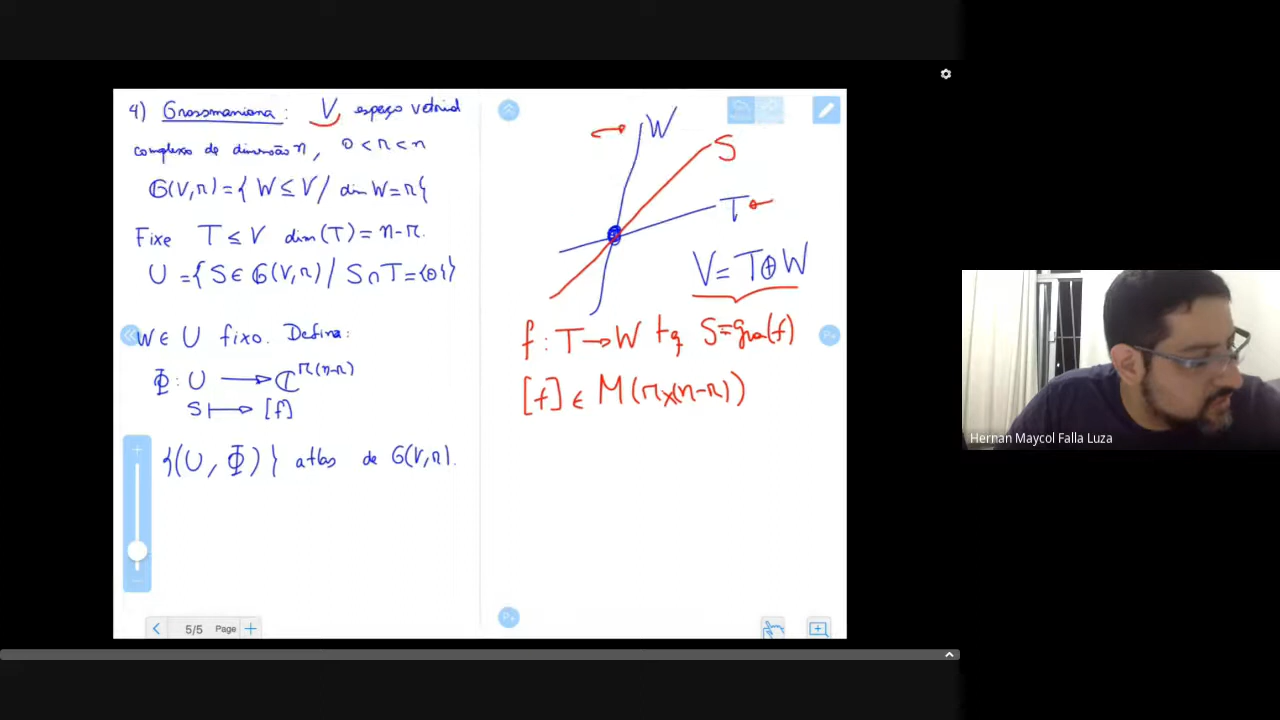 4) Grassmaniana: V espaço vetorial
complexo de dimensão n, 0 < r < n
G(V,r) = { W ≤ V / dim W = r }
Fixe T ≤ V dim(T) = n-r.
U = { S ∈ G(V,r) / S ∩ T = {0} }
W ∈ U fixo. Defina:
Φ : U → ℂ^{r(n-r)}
S ↦ [f]
{(U, Φ)} atlas de G(V,r).
W
S
T
V = T ⊕ W
f : T → W tq S = gra(f)
[f] ∈ M(r×(n-r))
5/5 Page
Hernan Maycol Falla Luza